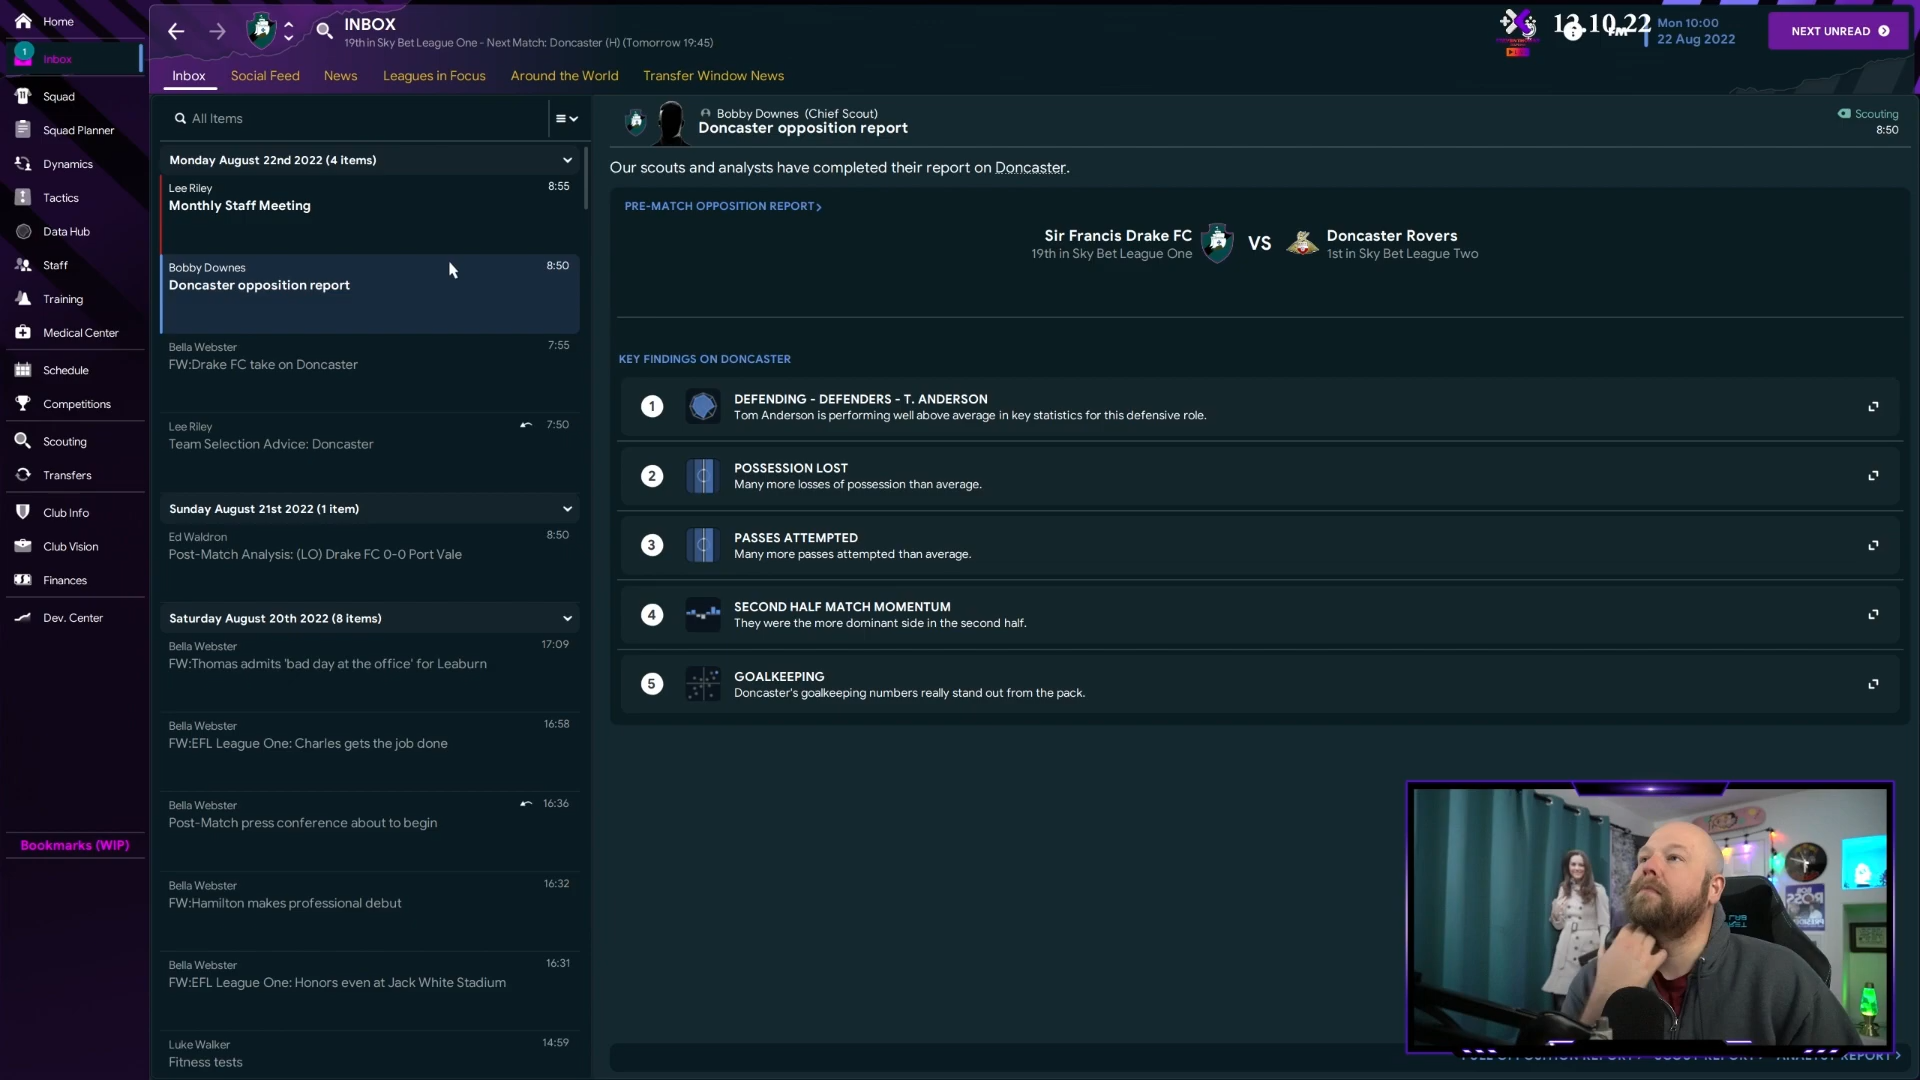 Home
1
Inbox
Squad
Squad Planner
Dynamics
Tactics
Data Hub
Staff
Training
Medical Center
Schedule
Competitions
Scouting
Transfers
Club Info
Club Vision
Finances
Dev. Center
Bookmarks (WIP)
INBOX
19th in Sky Bet League One - Next Match: Doncaster (H) (Tomorrow 19:45)
Mon 10:00
22 Aug 2022
NEXT UNREAD
Inbox
Social Feed
News
Leagues in Focus
Around the World
Transfer Window News
All Items
Monday August 22nd 2022 (4 items)
Lee Riley
8:55
Monthly Staff Meeting
Bobby Downes
8:50
Doncaster opposition report
Bella Webster
7:55
FW:Drake FC take on Doncaster
Lee Riley
7:50
Team Selection Advice: Doncaster
Sunday August 21st 2022 (1 item)
Ed Waldron
8:50
Post-Match Analysis: (LO) Drake FC 0-0 Port Vale
Saturday August 20th 2022 (8 items)
Bella Webster
17:09
FW:Thomas admits 'bad day at the office' for Leaburn
Bella Webster
16:58
FW:EFL League One: Charles gets the job done
Bella Webster
16:36
Post-Match press conference about to begin
Bella Webster
16:32
FW:Hamilton makes professional debut
Bella Webster
16:31
FW:EFL League One: Honors even at Jack White Stadium
Luke Walker
14:59
Fitness tests
Bobby Downes (Chief Scout)
Doncaster opposition report
Scouting
8:50
Our scouts and analysts have completed their report on Doncaster.
PRE-MATCH OPPOSITION REPORT>
Sir Francis Drake FC
19th in Sky Bet League One
VS
Doncaster Rovers
1st in Sky Bet League Two
KEY FINDINGS ON DONCASTER
1
DEFENDING - DEFENDERS - T. ANDERSON
Tom Anderson is performing well above average in key statistics for this defensive role.
2
POSSESSION LOST
Many more losses of possession than average.
3
PASSES ATTEMPTED
Many more passes attempted than average.
4
SECOND HALF MATCH MOMENTUM
They were the more dominant side in the second half.
5
GOALKEEPING
Doncaster's goalkeeping numbers really stand out from the pack.